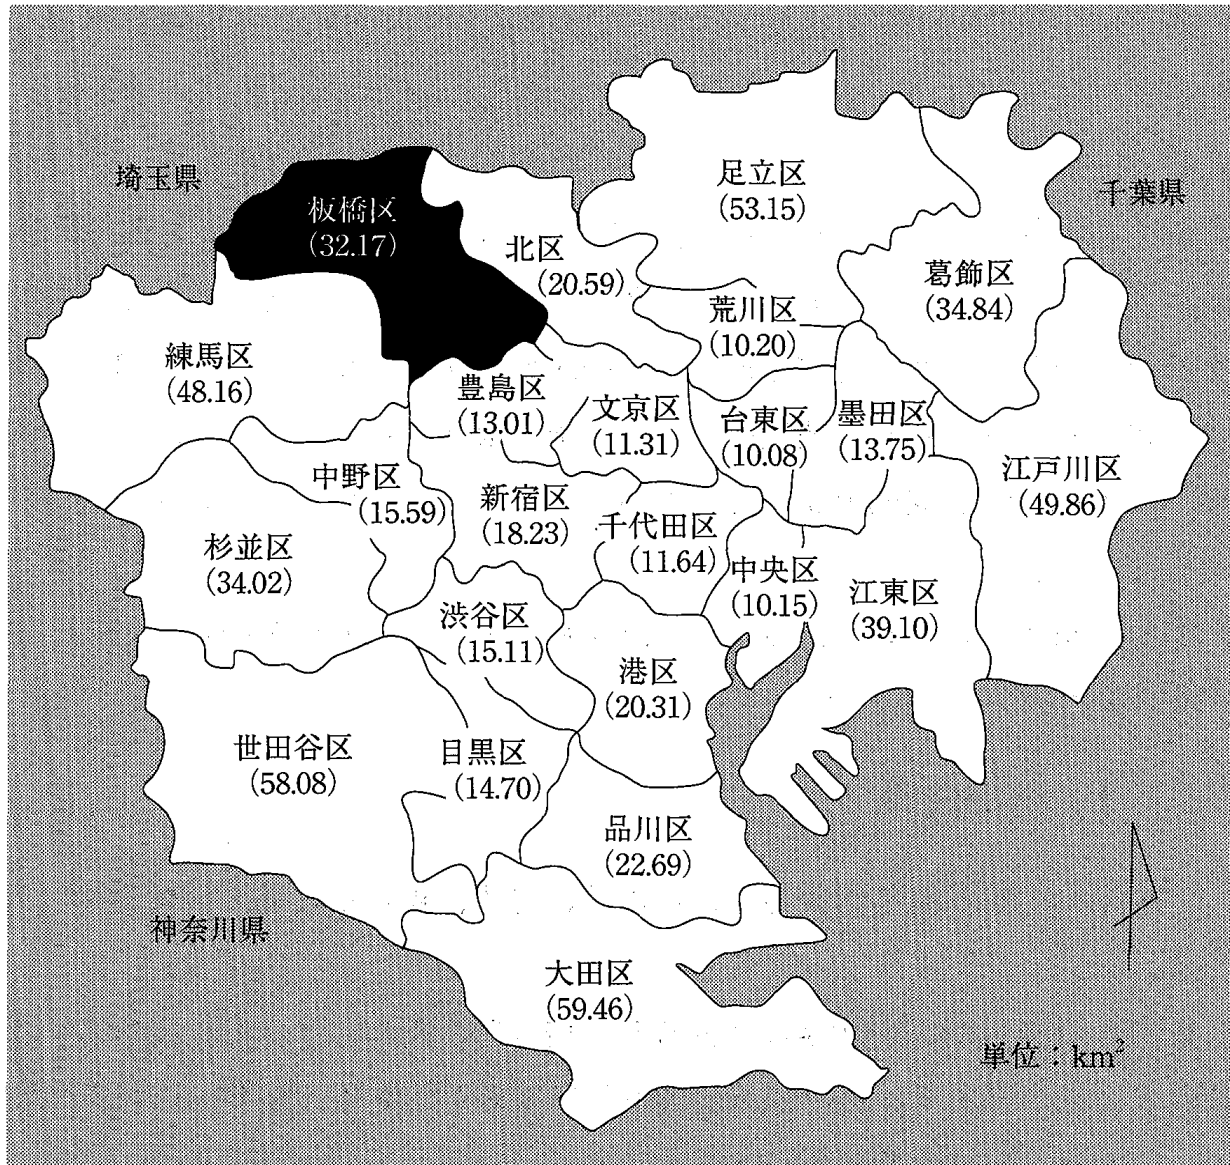 足立区
(53.15)
埼玉県
千葉県
板橋区
(32.17)
北区
(20.59)
葛飾区
(34.84)
荒川区
(10.20)
練馬区
(48.16)
豊島区
(13.01)
文京区
(11.31)
台東区
(10.08)
墨田区
(13.75)
江戸川区
(49.86)
中野区
(15.59)
新宿区
(18.23)
千代田区
(11.64)
杉並区
(34.02)
中央区
(10.15)
江東区
(39.10)
渋谷区
(15.11)
港区
(20.31)
世田谷区
(58.08)
目黒区
(14.70)
品川区
(22.69)
神奈川県
大田区
(59.46)
単位：km²